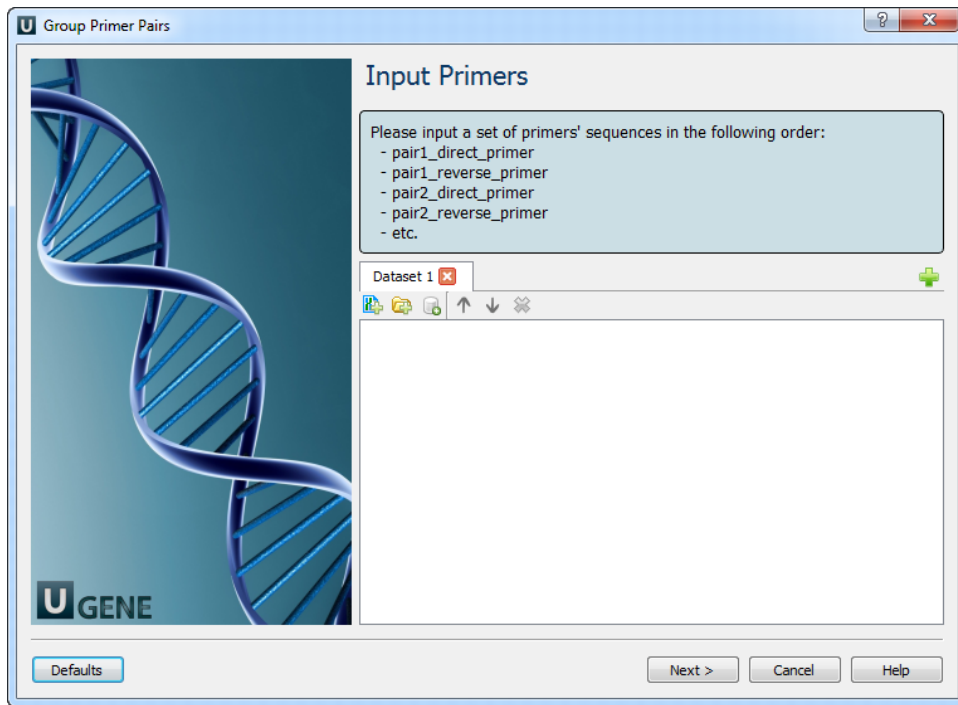 U Group Primer Pairs
?
Input Primers
Please input a set of primers' sequences in the following order:
- pair1_direct_primer
- pair1_reverse_primer
- pair2_direct_primer
- pair2_reverse_primer
- etc.
Dataset 1
U GENE
Defaults
Next >
Cancel
Help